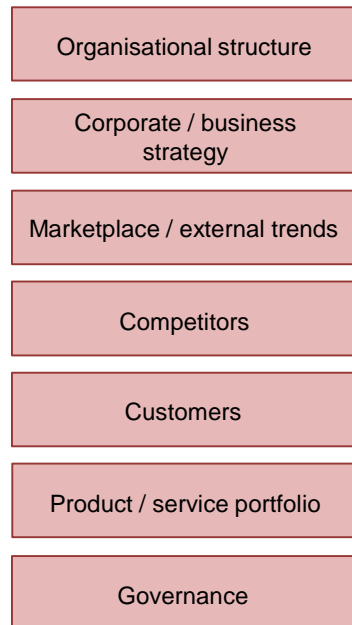 Organisational structure
Corporate / business
strategy
Marketplace / external trends
Competitors
Customers
Product / service portfolio
Governance